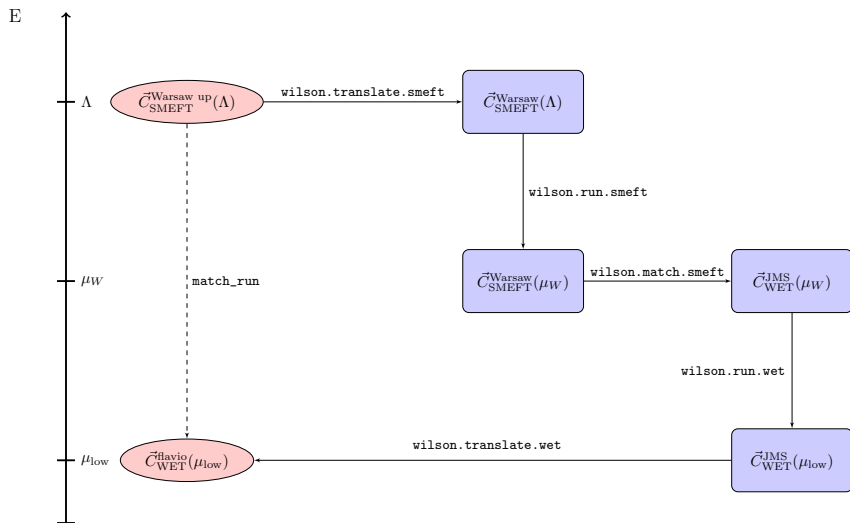 E
Λ
C⃗_SMEFT^Warsaw up(Λ)
wilson.translate.smeft
C⃗_SMEFT^Warsaw(Λ)
wilson.run.smeft
μ_W
match_run
C⃗_SMEFT^Warsaw(μ_W)
wilson.match.smeft
C⃗_WET^JMS(μ_W)
wilson.run.wet
μ_low
C⃗_WET^flavio(μ_low)
wilson.translate.wet
C⃗_WET^JMS(μ_low)